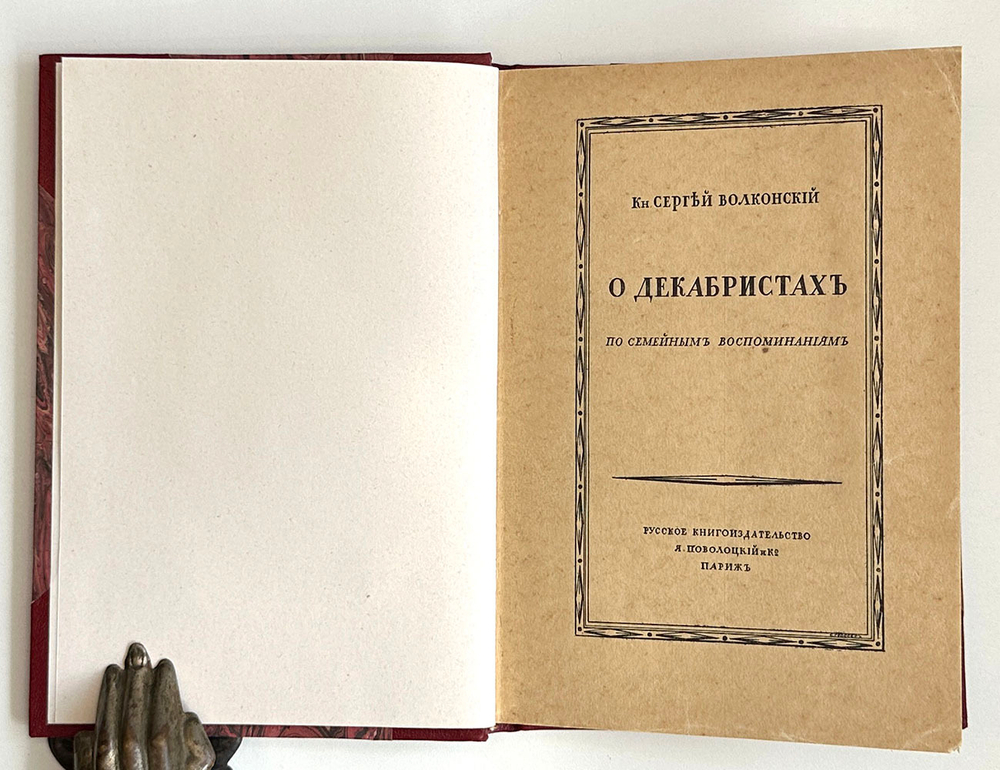 Кн. СЕРГѢЙ ВОЛКОНСКІЙ
О ДЕКАБРИСТАХЪ
ПО СЕМЕЙНЫМЪ ВОСПОМИНАНІЯМЪ
РУССКОЕ КНИГОИЗДАТЕЛЬСТВО
Я. ПОВОЛОЦКІЙ и Ко
ПАРИЖЪ